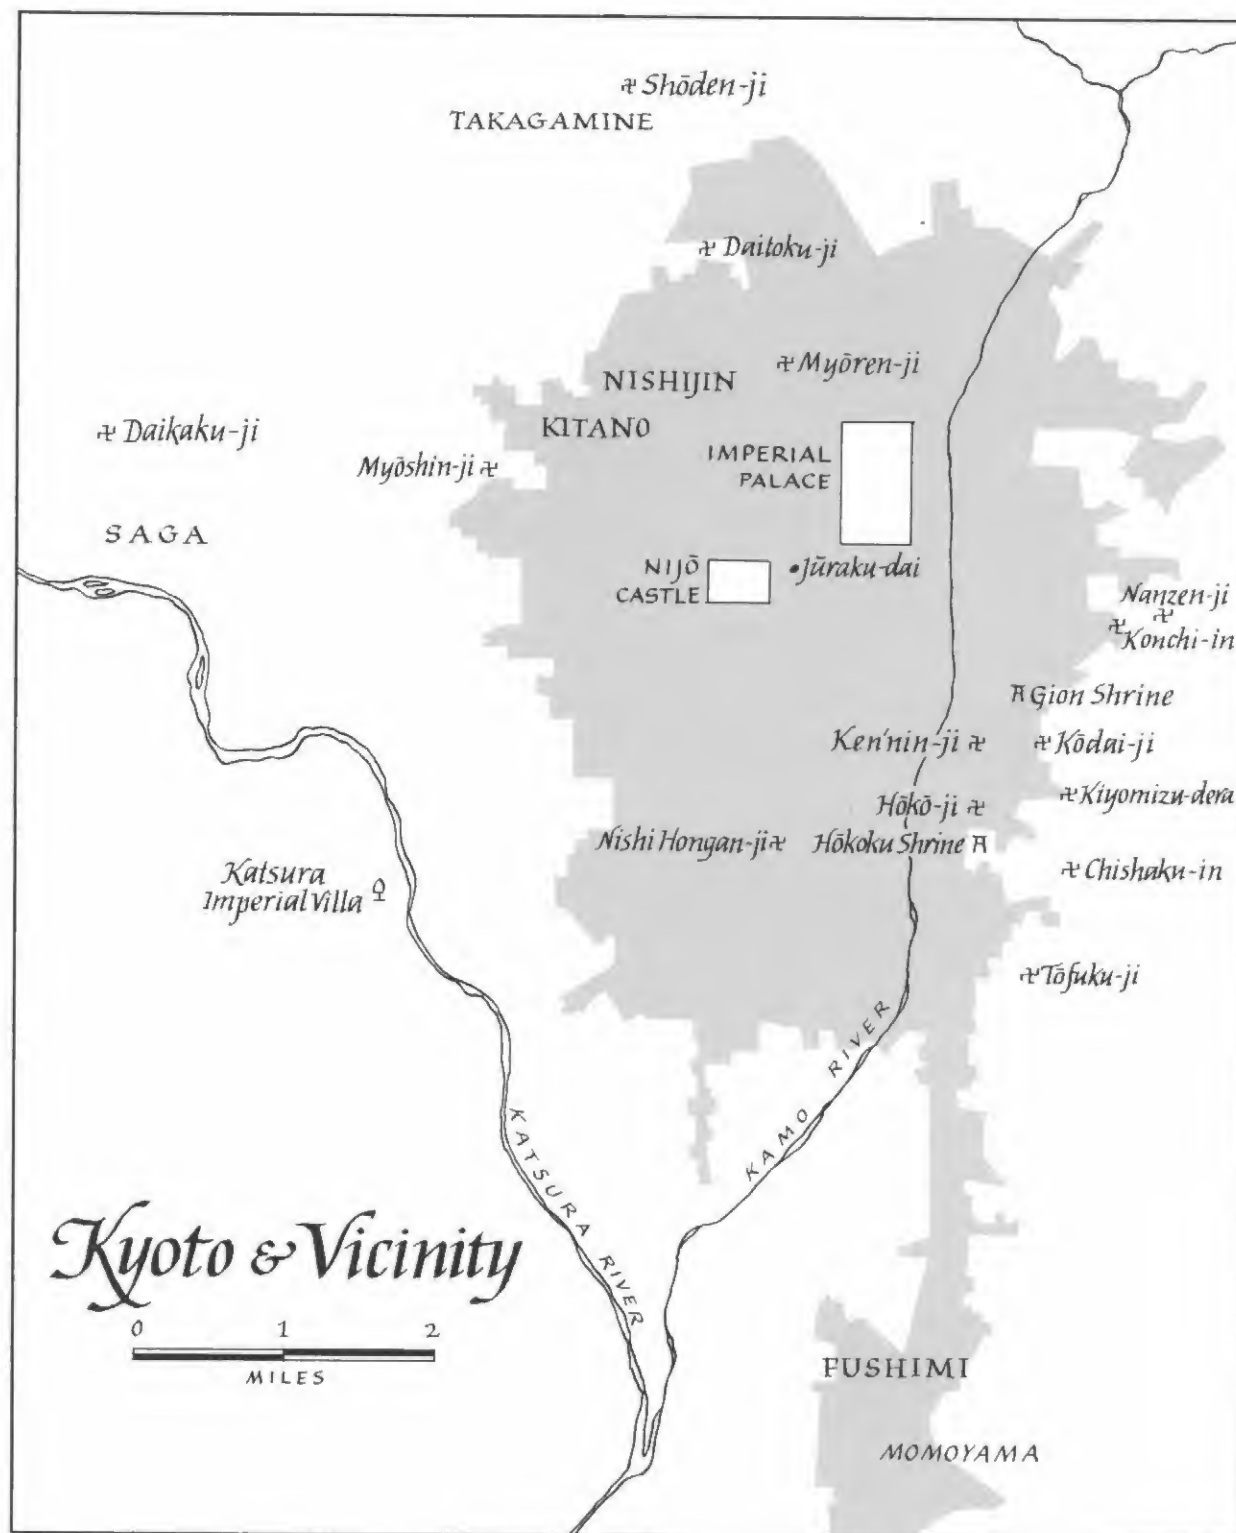 Shōden-ji
TAKAGAMINE
Daitoku-ji
Myōren-ji
NISHIJIN
KITANO
Daikaku-ji
Myōshin-ji
IMPERIAL
PALACE
SAGA
NIJŌ
CASTLE
Jūraku-dai
Nanzen-ji
Konchi-in
Gion Shrine
Ken'nin-ji
Kōdai-ji
Kiyomizu-dera
Hōkō-ji
Nishi Hongan-ji
Hōkoku Shrine
Chishaku-in
Katsura
Imperial Villa
Tōfuku-ji
KAMO RIVER
KATSURA RIVER
Kyoto & Vicinity
0 1 2
MILES
FUSHIMI
MOMOYAMA